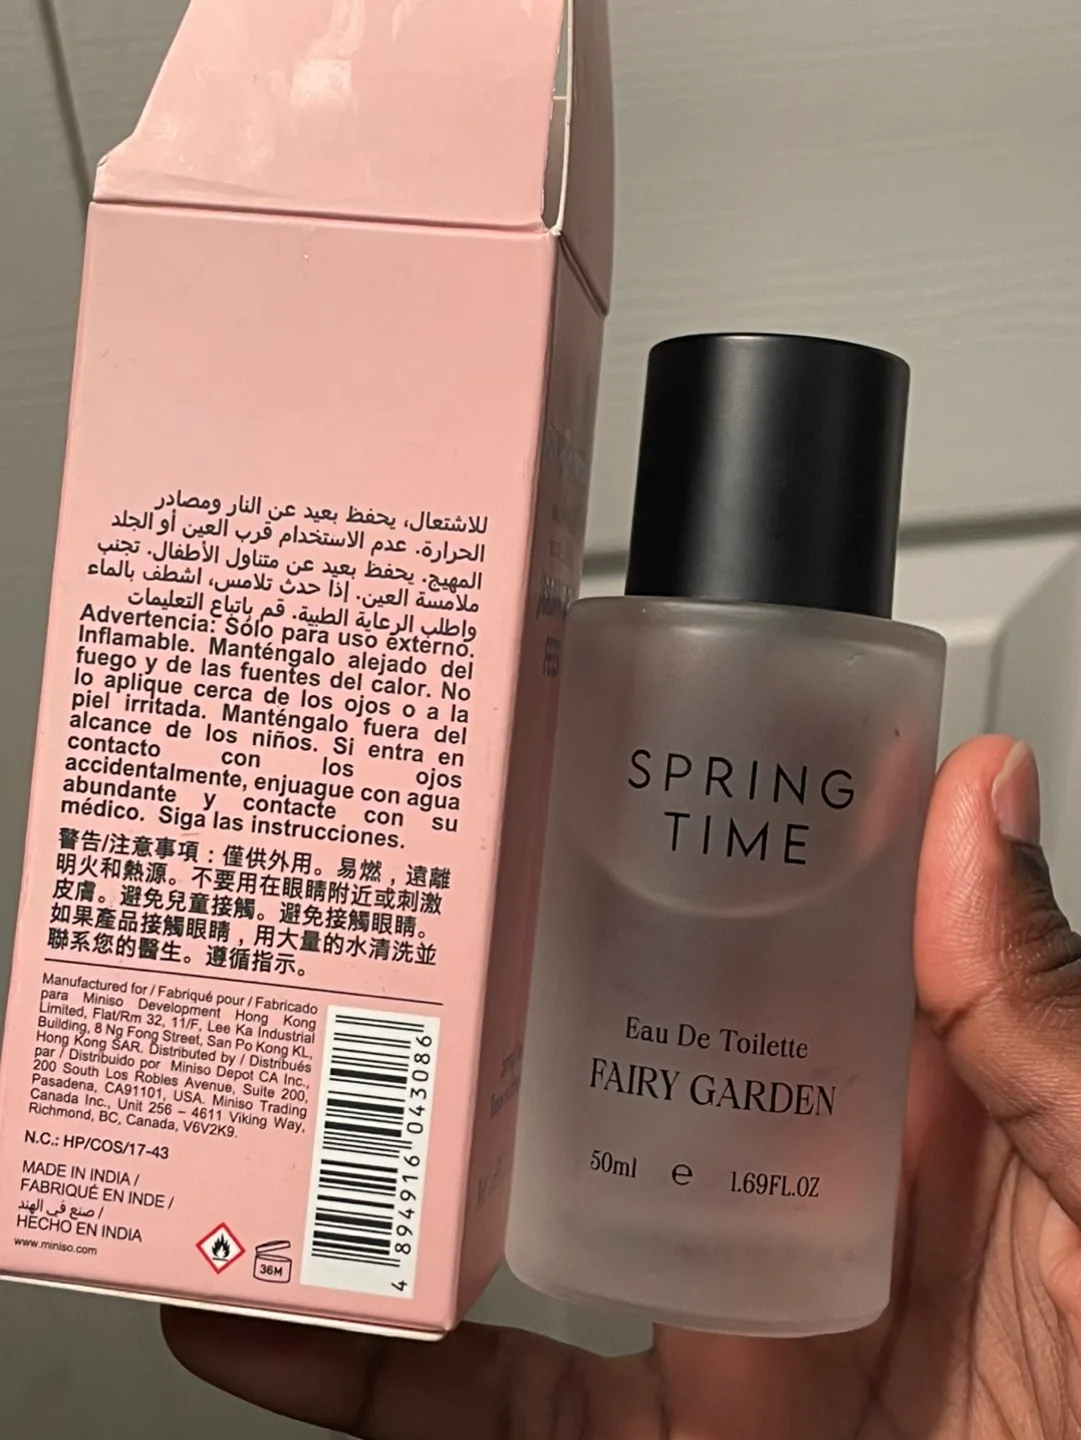 للاشتعال، يحفظ بعيد عن النار ومصادر
الحرارة. عدم الاستخدام قرب العين أو الجلد
المهيج. يحفظ بعيد عن متناول الأطفال. تجنب
ملامسة العين. إذا حدث تلامس، اشطف بالماء
واطلب الرعاية الطبية. قم باتباع التعليمات
Advertencia: Sólo para uso externo.
Inflamable. Manténgalo alejado del
fuego y de las fuentes del calor. No
lo aplique cerca de los ojos o a la
piel irritada. Manténgalo fuera del
alcance de los niños. Si entra en
contacto con los ojos
accidentalmente, enjuague con agua
abundante y contacte con su
médico. Siga las instrucciones.
警告/注意事項：僅供外用。易燃，遠離
明火和熱源。不要用在眼睛附近或刺激
皮膚。避免兒童接觸。避免接觸眼睛。
如果產品接觸眼睛，用大量的水清洗並
聯系您的醫生。遵循指示。
Manufactured for / Fabriqué pour / Fabricado
para Miniso Development Hong Kong
Limited, Flat/Rm 32, 11/F, Lee Ka Industrial
Building, 8 Ng Fong Street, San Po Kong KL,
Hong Kong SAR. Distributed by / Distribués
par / Distribuido por Miniso Depot CA Inc.,
200 South Los Robles Avenue, Suite 200,
Pasadena, CA91101, USA. Miniso Trading
Canada Inc., Unit 256 – 4611 Viking Way,
Richmond, BC, Canada, V6V2K9.
N.C.: HP/COS/17-43
MADE IN INDIA /
FABRIQUÉ EN INDE /
صنع في الهند /
HECHO EN INDIA
www.miniso.com
36M
4 894916 043086
SPRING
TIME
Eau De Toilette
FAIRY GARDEN
50ml e 1.69FL.OZ